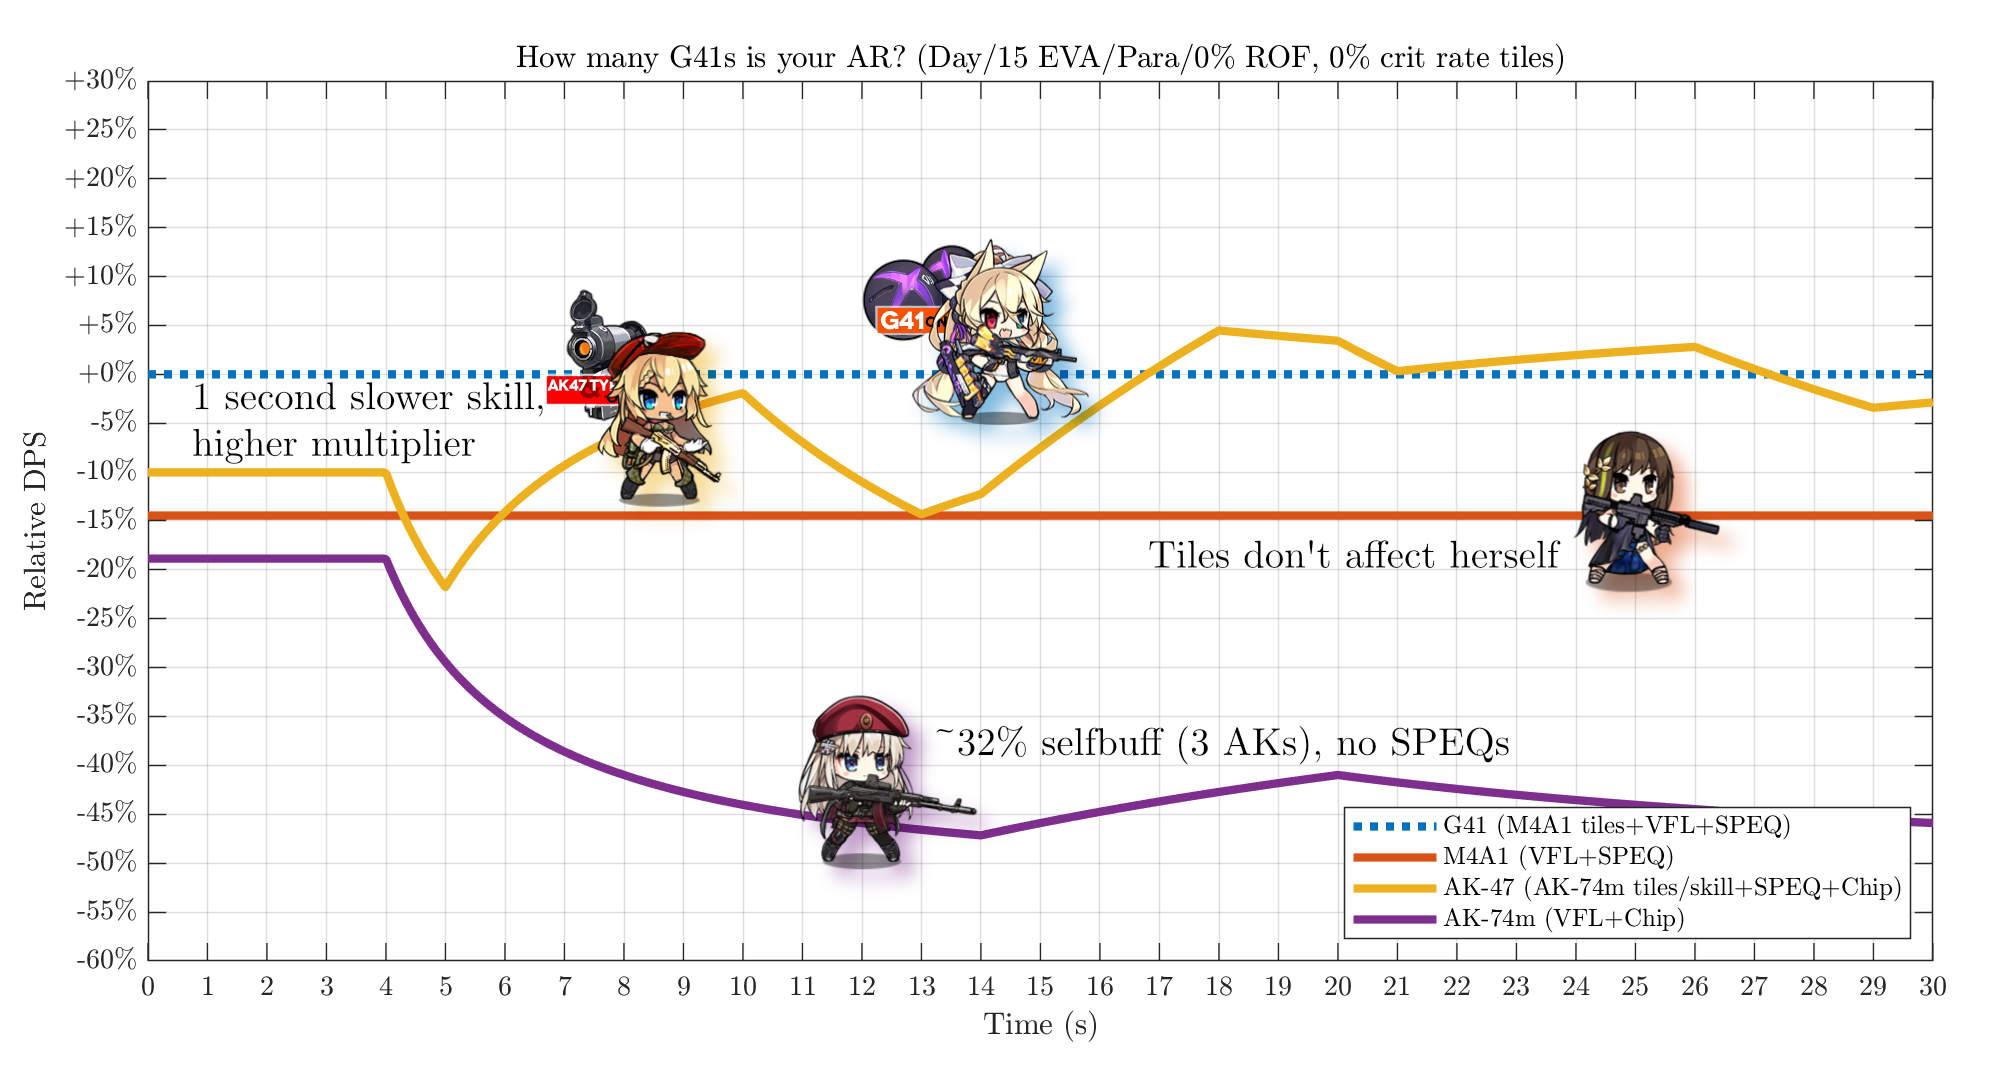 How many G41s is your AR? (Day/15 EVA/Para/0% ROF, 0% crit rate tiles)
+30%
+25%
+20%
+15%
+10%
+5%
+0%
-5%
-10%
-15%
-20%
-25%
-30%
-35%
-40%
-45%
-50%
-55%
-60%
Relative DPS
G41
AK47 TY
1 second slower skill,
higher multiplier
Tiles don't affect herself
~32% selfbuff (3 AKs), no SPEQs
G41 (M4A1 tiles+VFL+SPEQ)
M4A1 (VFL+SPEQ)
AK-47 (AK-74m tiles/skill+SPEQ+Chip)
AK-74m (VFL+Chip)
0 1 2 3 4 5 6 7 8 9 10 11 12 13 14 15 16 17 18 19 20 21 22 23 24 25 26 27 28 29 30
Time (s)